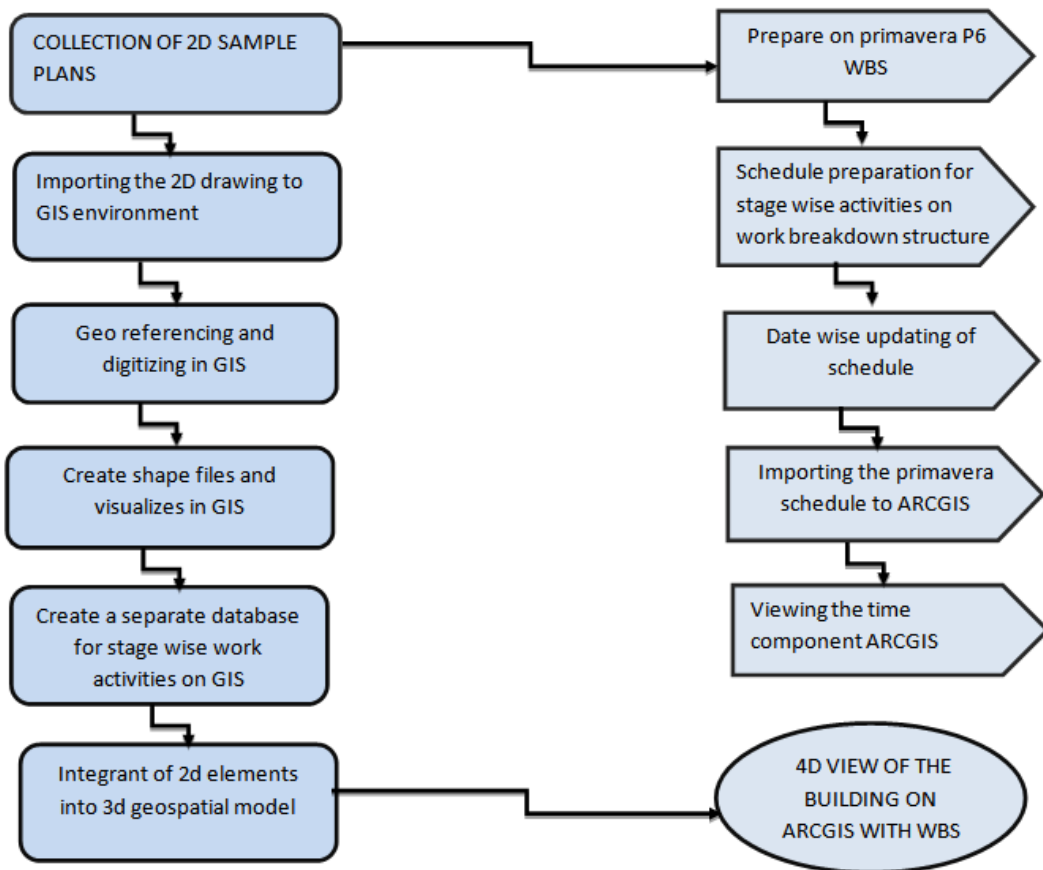 COLLECTION OF 2D SAMPLE
PLANS
Importing the 2D drawing to
GIS environment
Geo referencing and
digitizing in GIS
Create shape files and
visualizes in GIS
Create a separate database
for stage wise work
activities on GIS
Integrant of 2d elements
into 3d geospatial model
Prepare on primavera P6
WBS
Schedule preparation for
stage wise activities on
work breakdown structure
Date wise updating of
schedule
Importing the primavera
schedule to ARCGIS
Viewing the time
component ARCGIS
4D VIEW OF THE
BUILDING ON
ARCGIS WITH WBS